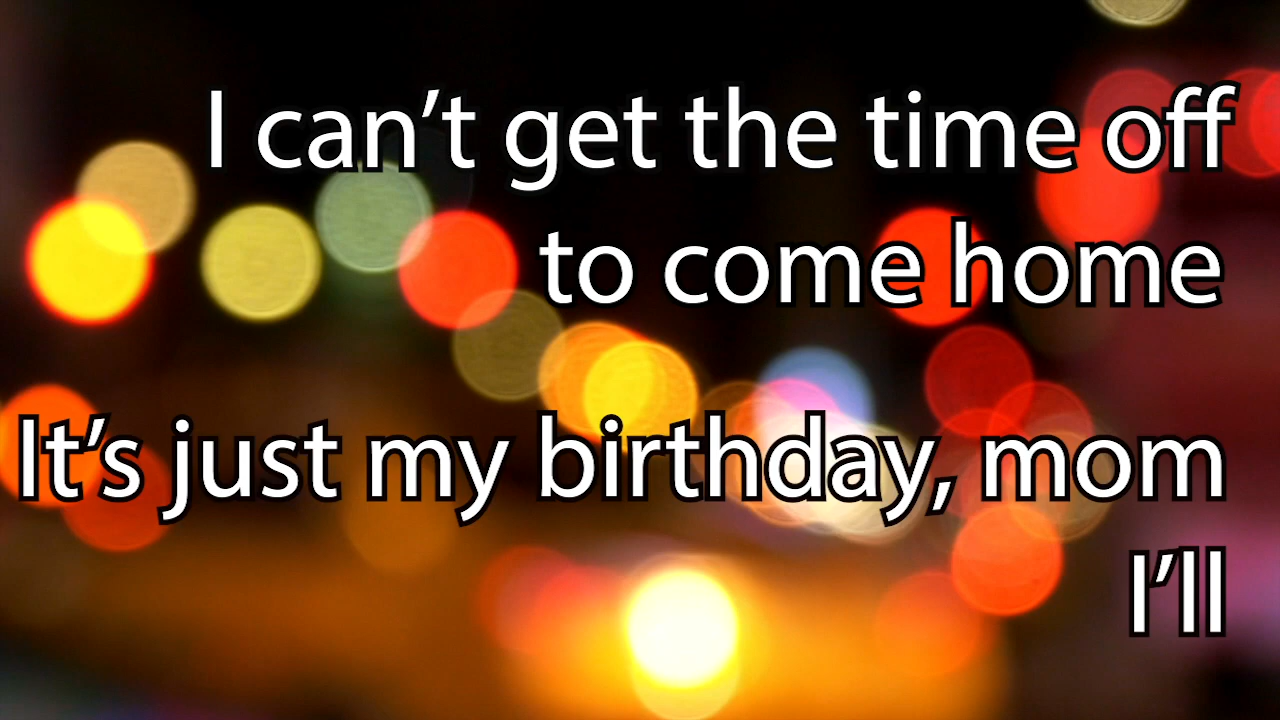 I can’t get the time off
to come home
It’s just my birthday, mom
I’ll